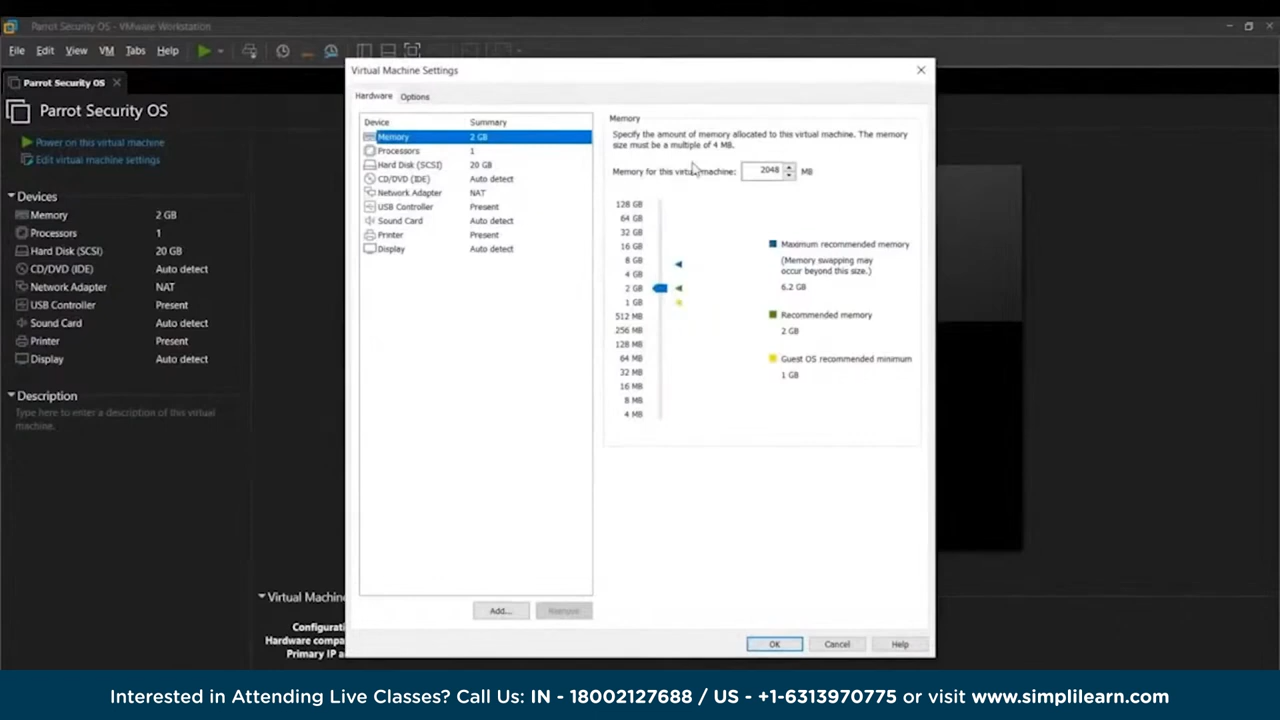 Parrot Security OS - VMware Workstation
File Edit View VM Tabs Help
Parrot Security OS
Parrot Security OS
Power on this virtual machine
Edit virtual machine settings
Devices
Memory 2 GB
Processors 1
Hard Disk (SCSI) 20 GB
CD/DVD (IDE) Auto detect
Network Adapter NAT
USB Controller Present
Sound Card Auto detect
Printer Present
Display Auto detect
Description
Type here to enter a description of this virtual
machine.
Virtual Machine Settings
Hardware Options
Device Summary
Memory 2 GB
Processors 1
Hard Disk (SCSI) 20 GB
CD/DVD (IDE) Auto detect
Network Adapter NAT
USB Controller Present
Sound Card Auto detect
Printer Present
Display Auto detect
Add... Remove
Memory
Specify the amount of memory allocated to this virtual machine. The memory
size must be a multiple of 4 MB.
Memory for this virtual machine: 2048 MB
128 GB
64 GB
32 GB
16 GB
8 GB
4 GB
2 GB
1 GB
512 MB
256 MB
128 MB
64 MB
32 MB
16 MB
8 MB
4 MB
Maximum recommended memory
(Memory swapping may
occur beyond this size.)
6.2 GB
Recommended memory
2 GB
Guest OS recommended minimum
1 GB
OK Cancel Help
Virtual Machin
Configurati
Hardware compa
Primary IP a
Interested in Attending Live Classes? Call Us: IN - 18002127688 / US - +1-6313970775 or visit www.simplilearn.com